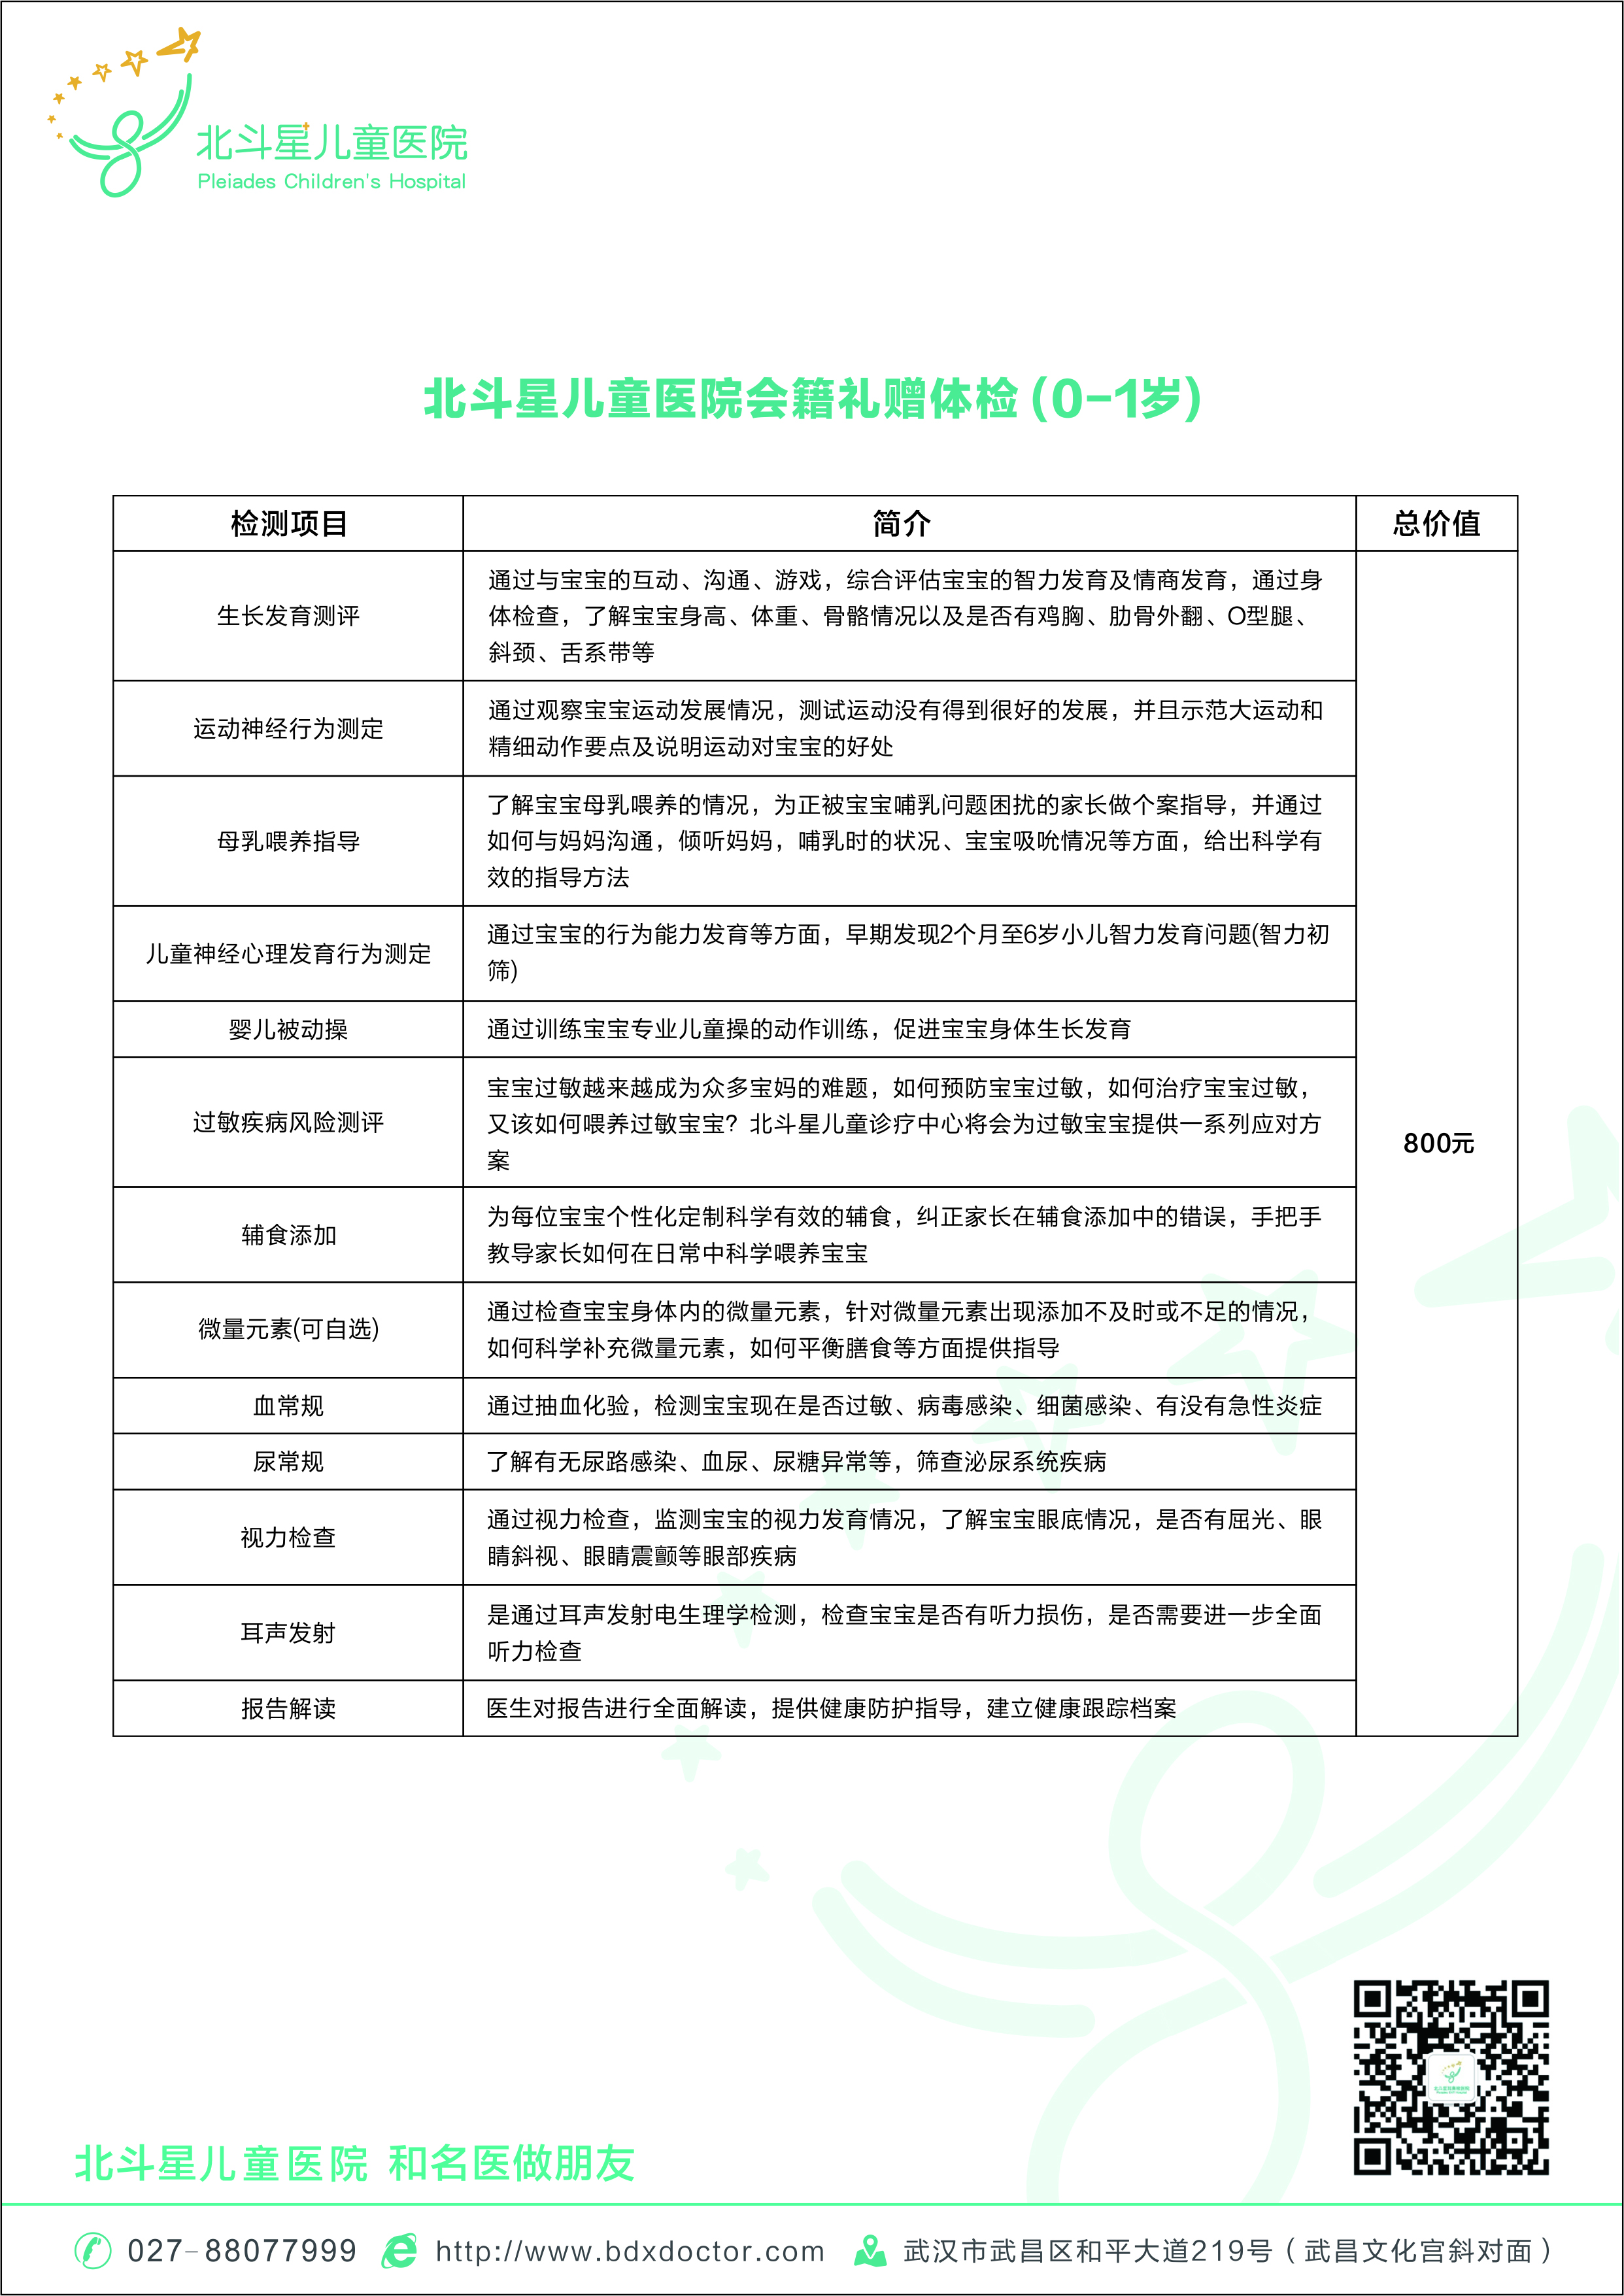 北斗星儿童医院
Pleiades Children's Hospital
北斗星儿童医院会籍礼赠体检(0-1岁)
检测项目
简介
总价值
生长发育测评
通过与宝宝的互动、沟通、游戏，综合评估宝宝的智力发育及情商发育，通过身
体检查，了解宝宝身高、体重、骨骼情况以及是否有鸡胸、肋骨外翻、O型腿、
斜颈、舌系带等
运动神经行为测定
通过观察宝宝运动发展情况，测试运动没有得到很好的发展，并且示范大运动和
精细动作要点及说明运动对宝宝的好处
母乳喂养指导
了解宝宝母乳喂养的情况，为正被宝宝哺乳问题困扰的家长做个案指导，并通过
如何与妈妈沟通，倾听妈妈，哺乳时的状况、宝宝吸吮情况等方面，给出科学有
效的指导方法
儿童神经心理发育行为测定
通过宝宝的行为能力发育等方面，早期发现2个月至6岁小儿智力发育问题(智力初
筛)
婴儿被动操
通过训练宝宝专业儿童操的动作训练，促进宝宝身体生长发育
过敏疾病风险测评
宝宝过敏越来越成为众多宝妈的难题，如何预防宝宝过敏，如何治疗宝宝过敏，
又该如何喂养过敏宝宝？北斗星儿童诊疗中心将会为过敏宝宝提供一系列应对方
案
800元
辅食添加
为每位宝宝个性化定制科学有效的辅食，纠正家长在辅食添加中的错误，手把手
教导家长如何在日常中科学喂养宝宝
微量元素(可自选)
通过检查宝宝身体内的微量元素，针对微量元素出现添加不及时或不足的情况，
如何科学补充微量元素，如何平衡膳食等方面提供指导
血常规
通过抽血化验，检测宝宝现在是否过敏、病毒感染、细菌感染、有没有急性炎症
尿常规
了解有无尿路感染、血尿、尿糖异常等，筛查泌尿系统疾病
视力检查
通过视力检查，监测宝宝的视力发育情况，了解宝宝眼底情况，是否有屈光、眼
睛斜视、眼睛震颤等眼部疾病
耳声发射
是通过耳声发射电生理学检测，检查宝宝是否有听力损伤，是否需要进一步全面
听力检查
报告解读
医生对报告进行全面解读，提供健康防护指导，建立健康跟踪档案
北斗星儿童医院 和名医做朋友
027-88077999
http://www.bdxdoctor.com
武汉市武昌区和平大道219号（武昌文化宫斜对面）